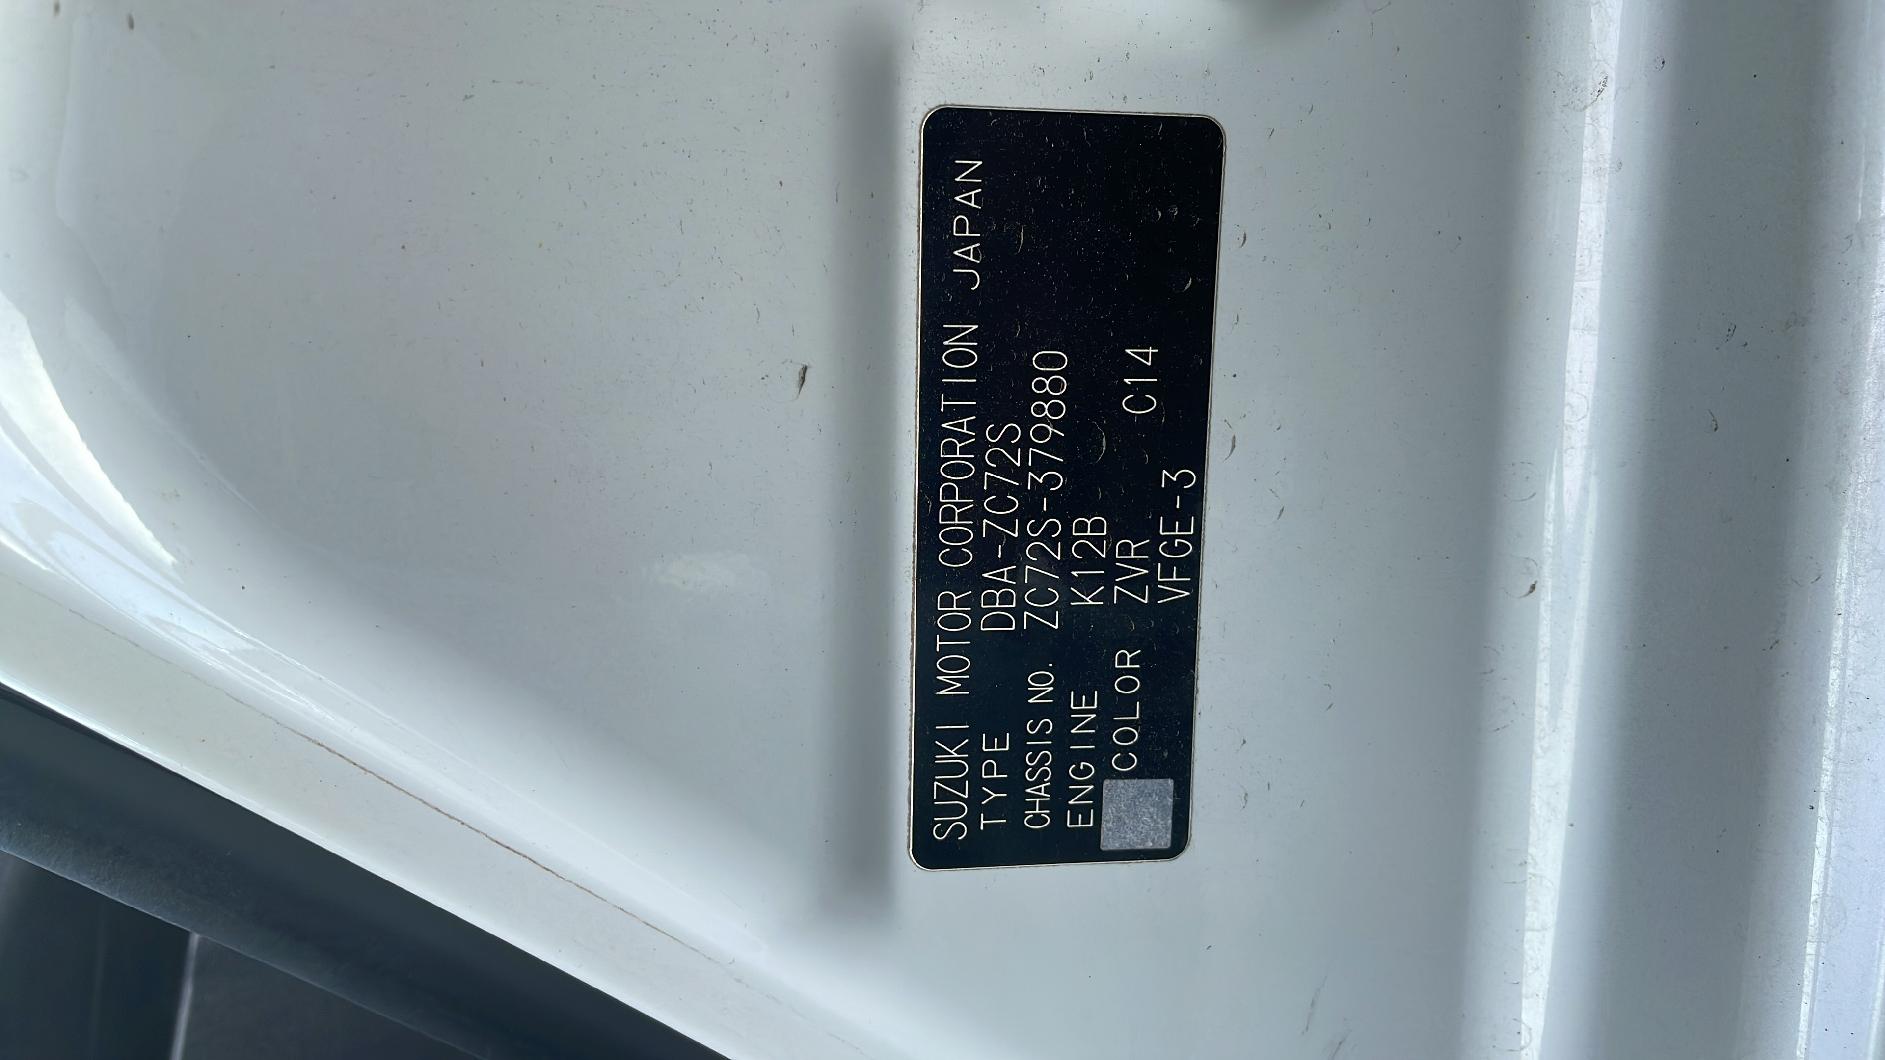 SUZUKI MOTOR CORPORATION JAPAN
TYPE DBA-ZC72S
CHASSIS NO. ZC72S-379880
ENGINE K12B
COLOR ZVR C14
VFGE-3